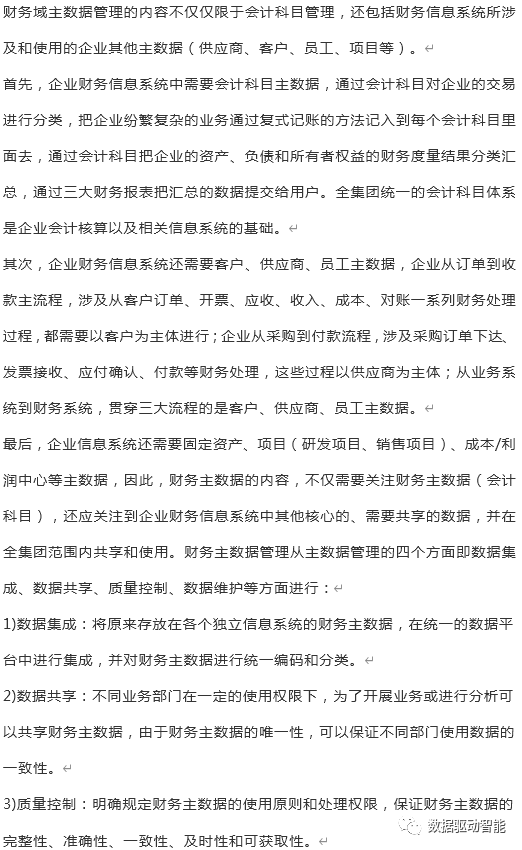 财务域主数据管理的内容不仅仅限于会计科目管理，还包括财务信息系统所涉
及和使用的企业其他主数据（供应商、客户、员工、项目等）。
首先，企业财务信息系统中需要会计科目主数据，通过会计科目对企业的交易
进行分类，把企业纷繁复杂的业务通过复式记账的方法记入到每个会计科目里
面去，通过会计科目把企业的资产、负债和所有者权益的财务度量结果分类汇
总，通过三大财务报表把汇总的数据提交给用户。全集团统一的会计科目体系
是企业会计核算以及相关信息系统的基础。
其次，企业财务信息系统还需要客户、供应商、员工主数据，企业从订单到收
款主流程，涉及从客户订单、开票、应收、收入、成本、对账一系列财务处理
过程，都需要以客户为主体进行；企业从采购到付款流程，涉及采购订单下达、
发票接收、应付确认、付款等财务处理，这些过程以供应商为主体；从业务系
统到财务系统，贯穿三大流程的是客户、供应商、员工主数据。
最后，企业信息系统还需要固定资产、项目（研发项目、销售项目）、成本/利
润中心等主数据，因此，财务主数据的内容，不仅需要关注财务主数据（会计
科目），还应关注到企业财务信息系统中其他核心的、需要共享的数据，并在
全集团范围内共享和使用。财务主数据管理从主数据管理的四个方面即数据集
成、数据共享、质量控制、数据维护等方面进行：
1)数据集成：将原来存放在各个独立信息系统的财务主数据，在统一的数据平
台中进行集成，并对财务主数据进行统一编码和分类。
2)数据共享：不同业务部门在一定的使用权限下，为了开展业务或进行分析可
以共享财务主数据，由于财务主数据的唯一性，可以保证不同部门使用数据的
一致性。
3)质量控制：明确规定财务主数据的使用原则和处理权限，保证财务主数据的
完整性、准确性、一致性、及时性和可获取性。
数据驱动智能